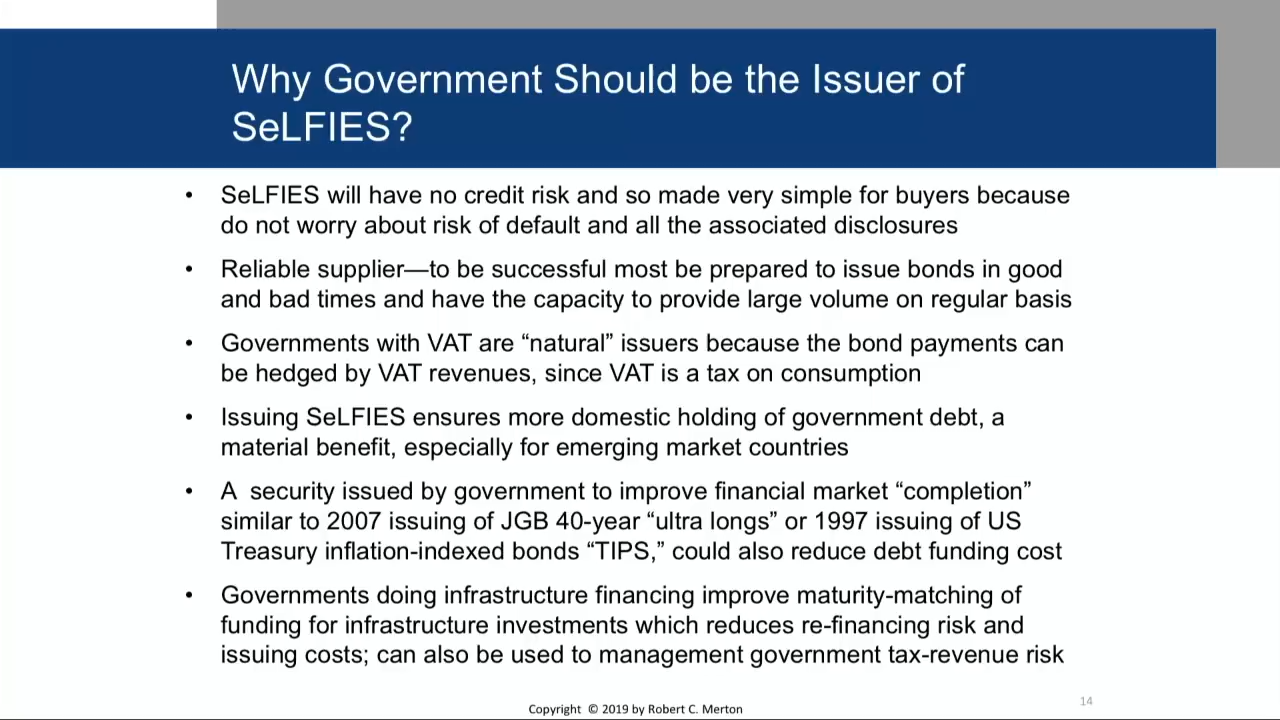 Why Government Should be the Issuer of
SeLFIES?
• SeLFIES will have no credit risk and so made very simple for buyers because
do not worry about risk of default and all the associated disclosures
• Reliable supplier—to be successful most be prepared to issue bonds in good
and bad times and have the capacity to provide large volume on regular basis
• Governments with VAT are “natural” issuers because the bond payments can
be hedged by VAT revenues, since VAT is a tax on consumption
• Issuing SeLFIES ensures more domestic holding of government debt, a
material benefit, especially for emerging market countries
• A  security issued by government to improve financial market “completion”
similar to 2007 issuing of JGB 40-year “ultra longs” or 1997 issuing of US
Treasury inflation-indexed bonds “TIPS,” could also reduce debt funding cost
• Governments doing infrastructure financing improve maturity-matching of
funding for infrastructure investments which reduces re-financing risk and
issuing costs; can also be used to management government tax-revenue risk
Copyright © 2019 by Robert C. Merton
14